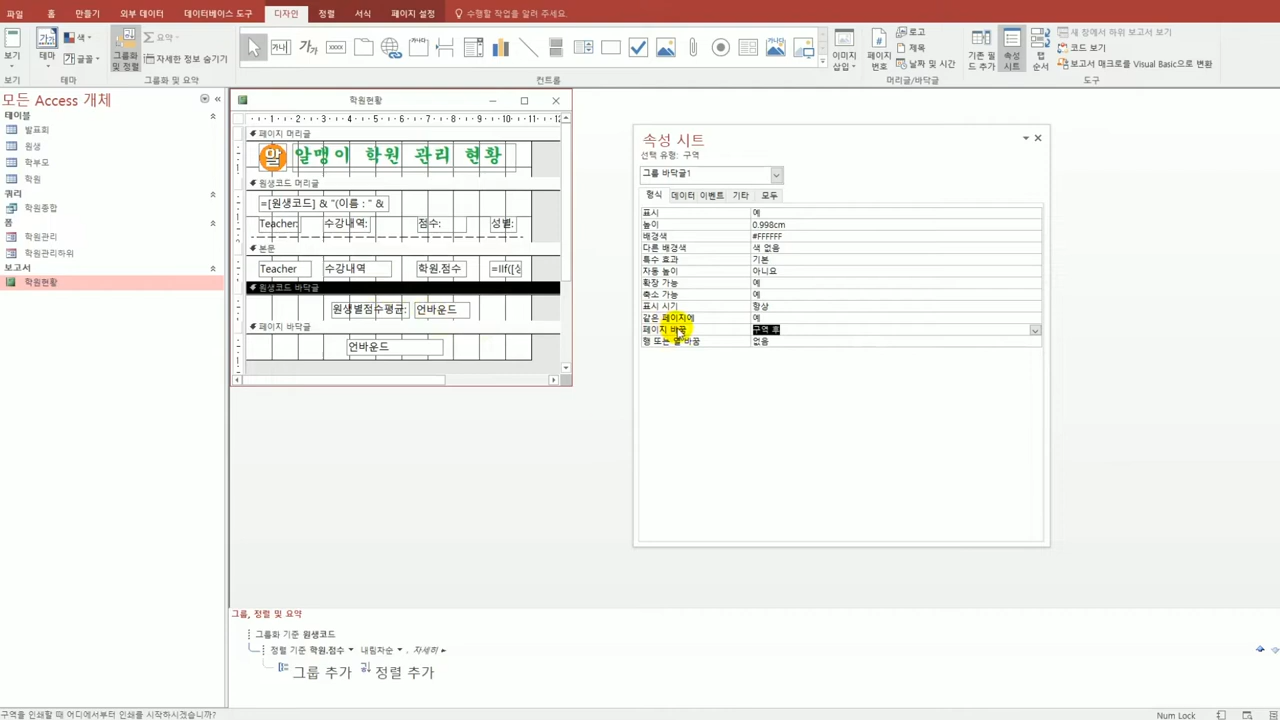 파일 홈 만들기 외부 데이터 데이터베이스 도구 디자인 정렬 서식 페이지 설정 수행할 작업을 알려 주세요.
보기
테마
색
글꼴
그룹화 및 정렬
요약
자세한 정보 숨기기
이미지 삽입
페이지 번호
로고
제목
날짜 및 시간
기존 필드 추가
속성 시트
탭 순서
새 창에서 하위 보고서 보기
코드 보기
보고서 매크로를 Visual Basic으로 변환
보기 테마 그룹화 및 요약 컨트롤 머리글/바닥글 도구
모든 Access 개체
테이블
발표회
원생
학부모
학원
쿼리
학원종합
폼
학원관리
학원관리하위
보고서
학원현황
학원현황
1 2 3 4 5 6 7 8 9 10 11 12
페이지 머리글
알 알맹이 학원 관리 현황
원생코드 머리글
=[원생코드] & "(이름 : " &
Teacher: 수강내역: 점수: 성별:
본문
Teacher 수강내역 학원.점수 =IIf([성
원생코드 바닥글
원생별점수평균: 언바운드
페이지 바닥글
언바운드
속성 시트
선택 유형: 구역
그룹 바닥글1
형식 데이터 이벤트 기타 모두
표시 예
높이 0.998cm
배경색 #FFFFFF
다른 배경색 색 없음
특수 효과 기본
자동 높이 아니요
확장 가능 예
축소 가능 예
표시 시기 항상
같은 페이지에 예
페이지 바꿈 구역 후
행 또는 열 바꿈 없음
그룹, 정렬 및 요약
그룹화 기준 원생코드
정렬 기준 학원.점수 내림차순 , 자세히
그룹 추가 정렬 추가
구역을 인쇄할 때 어디에서부터 인쇄를 시작하시겠습니까? Num Lock